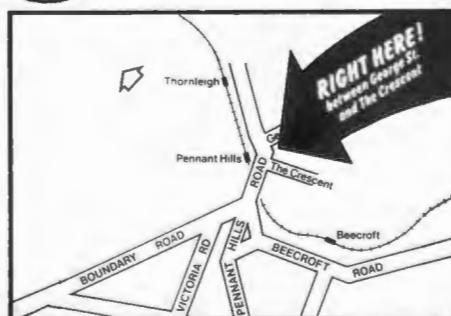 RIGHT HERE!
between George St.
and The Crescent
Thornleigh
Pennant Hills
The Crescent
ROAD
Beecroft
BOUNDARY ROAD
VICTORIA RD
PENNANT HILLS
BEECROFT ROAD